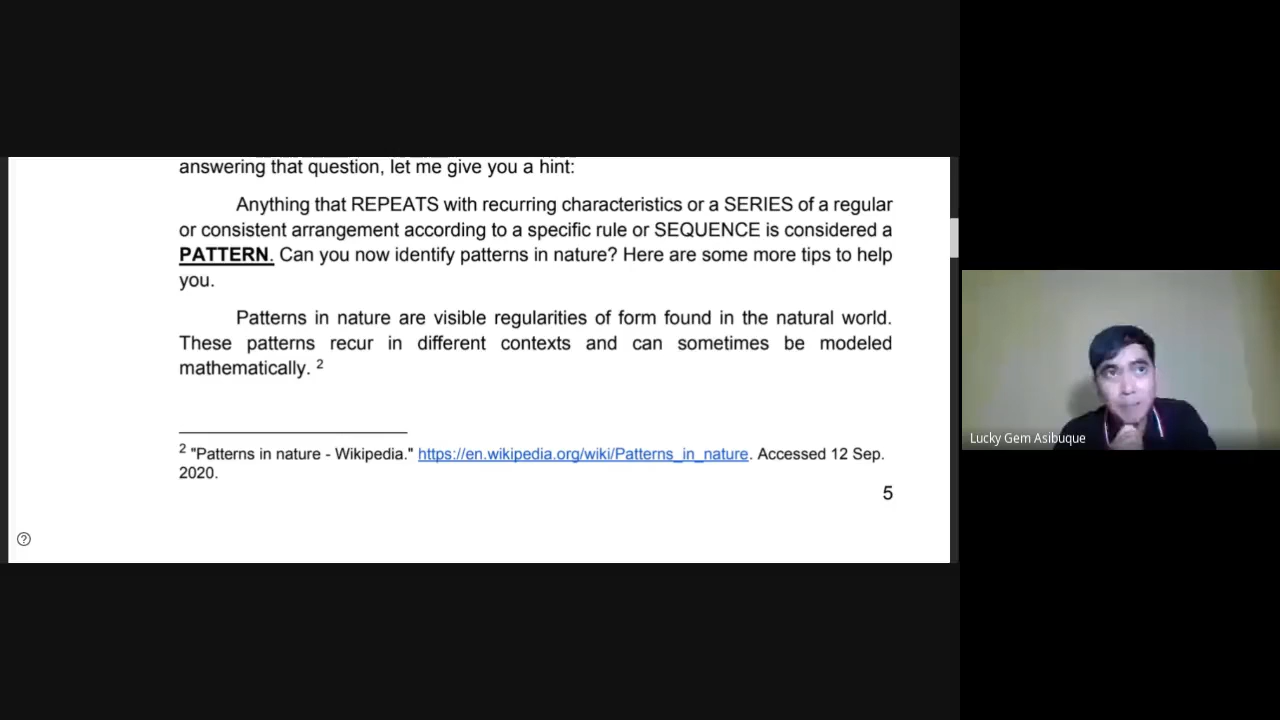 answering that question, let me give you a hint:
Anything that REPEATS with recurring characteristics or a SERIES of a regular
or consistent arrangement according to a specific rule or SEQUENCE is considered a
PATTERN. Can you now identify patterns in nature? Here are some more tips to help
you.
Patterns in nature are visible regularities of form found in the natural world.
These patterns recur in different contexts and can sometimes be modeled
mathematically. ²
² "Patterns in nature - Wikipedia." https://en.wikipedia.org/wiki/Patterns_in_nature. Accessed 12 Sep.
2020.
5
Lucky Gem Asibuque